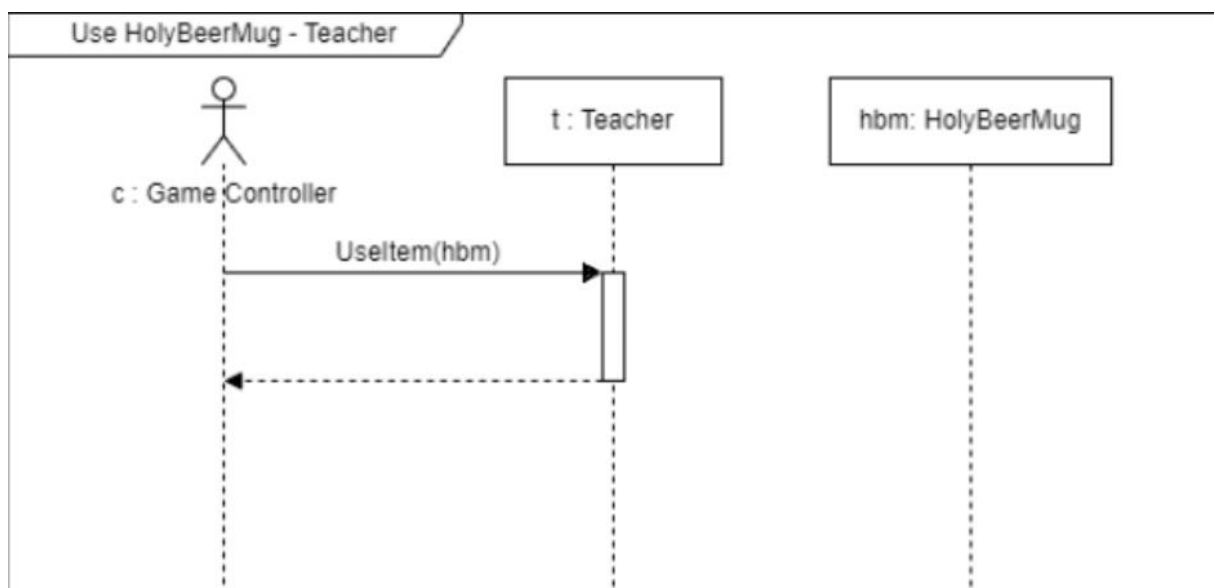 Use HolyBeerMug - Teacher
t : Teacher
hbm: HolyBeerMug
c : Game Controller
UseItem(hbm)